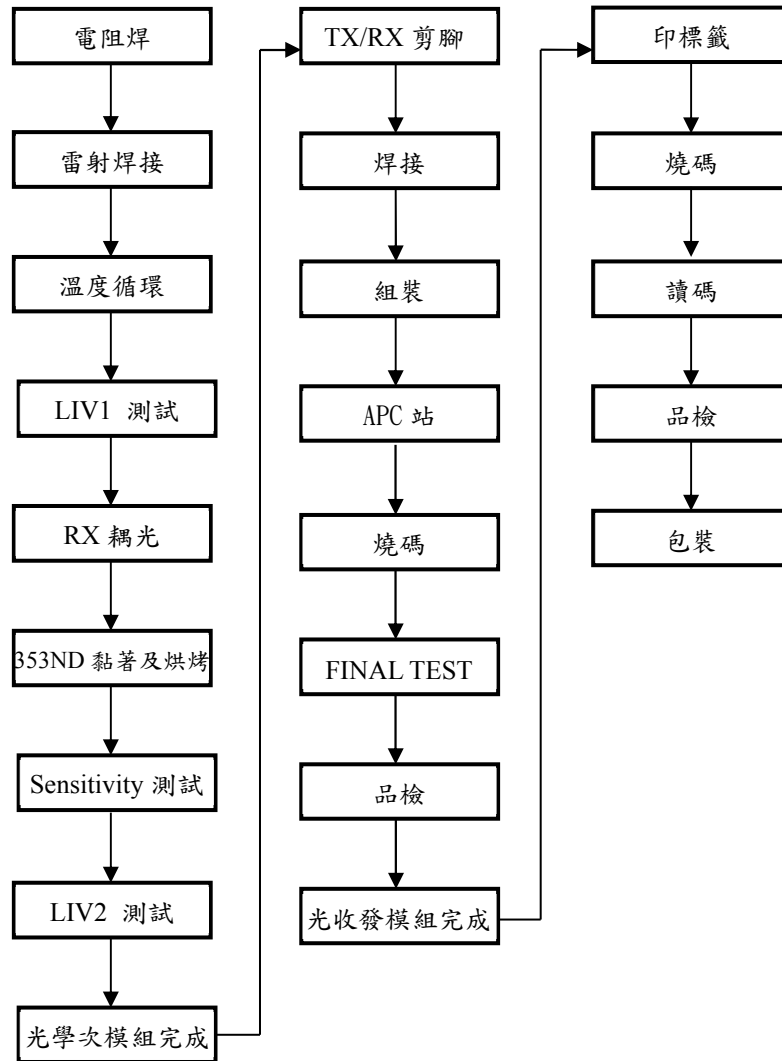 電阻焊
雷射焊接
溫度循環
LIV1 測試
RX 耦光
353ND 黏著及烘烤
Sensitivity 測試
LIV2 測試
光學次模組完成
TX/RX 剪腳
焊接
組裝
APC 站
燒碼
FINAL TEST
品檢
光收發模組完成
印標籤
燒碼
讀碼
品檢
包裝